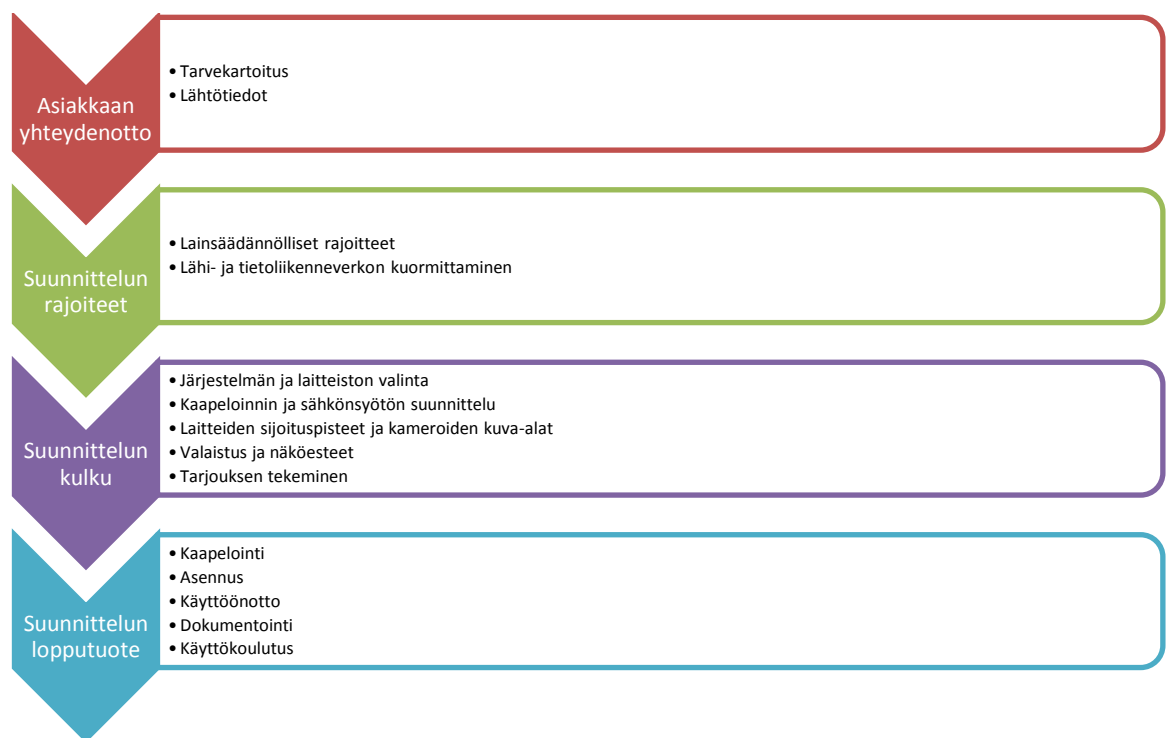 Asiakkaan
yhteydenotto
• Tarvekartoitus
• Lähtötiedot
Suunnittelun
rajoiteet
• Lainsäädännölliset rajoitteet
• Lähi- ja tietoliikenneverkon kuormittaminen
Suunnittelun
kulku
• Järjestelmän ja laitteiston valinta
• Kaapeloinnin ja sähkönsyötön suunnittelu
• Laitteiden sijoituspisteet ja kameroiden kuva-alat
• Valaistus ja näköesteet
• Tarjouksen tekeminen
Suunnittelun
lopputuote
• Kaapelointi
• Asennus
• Käyttöönotto
• Dokumentointi
• Käyttökoulutus